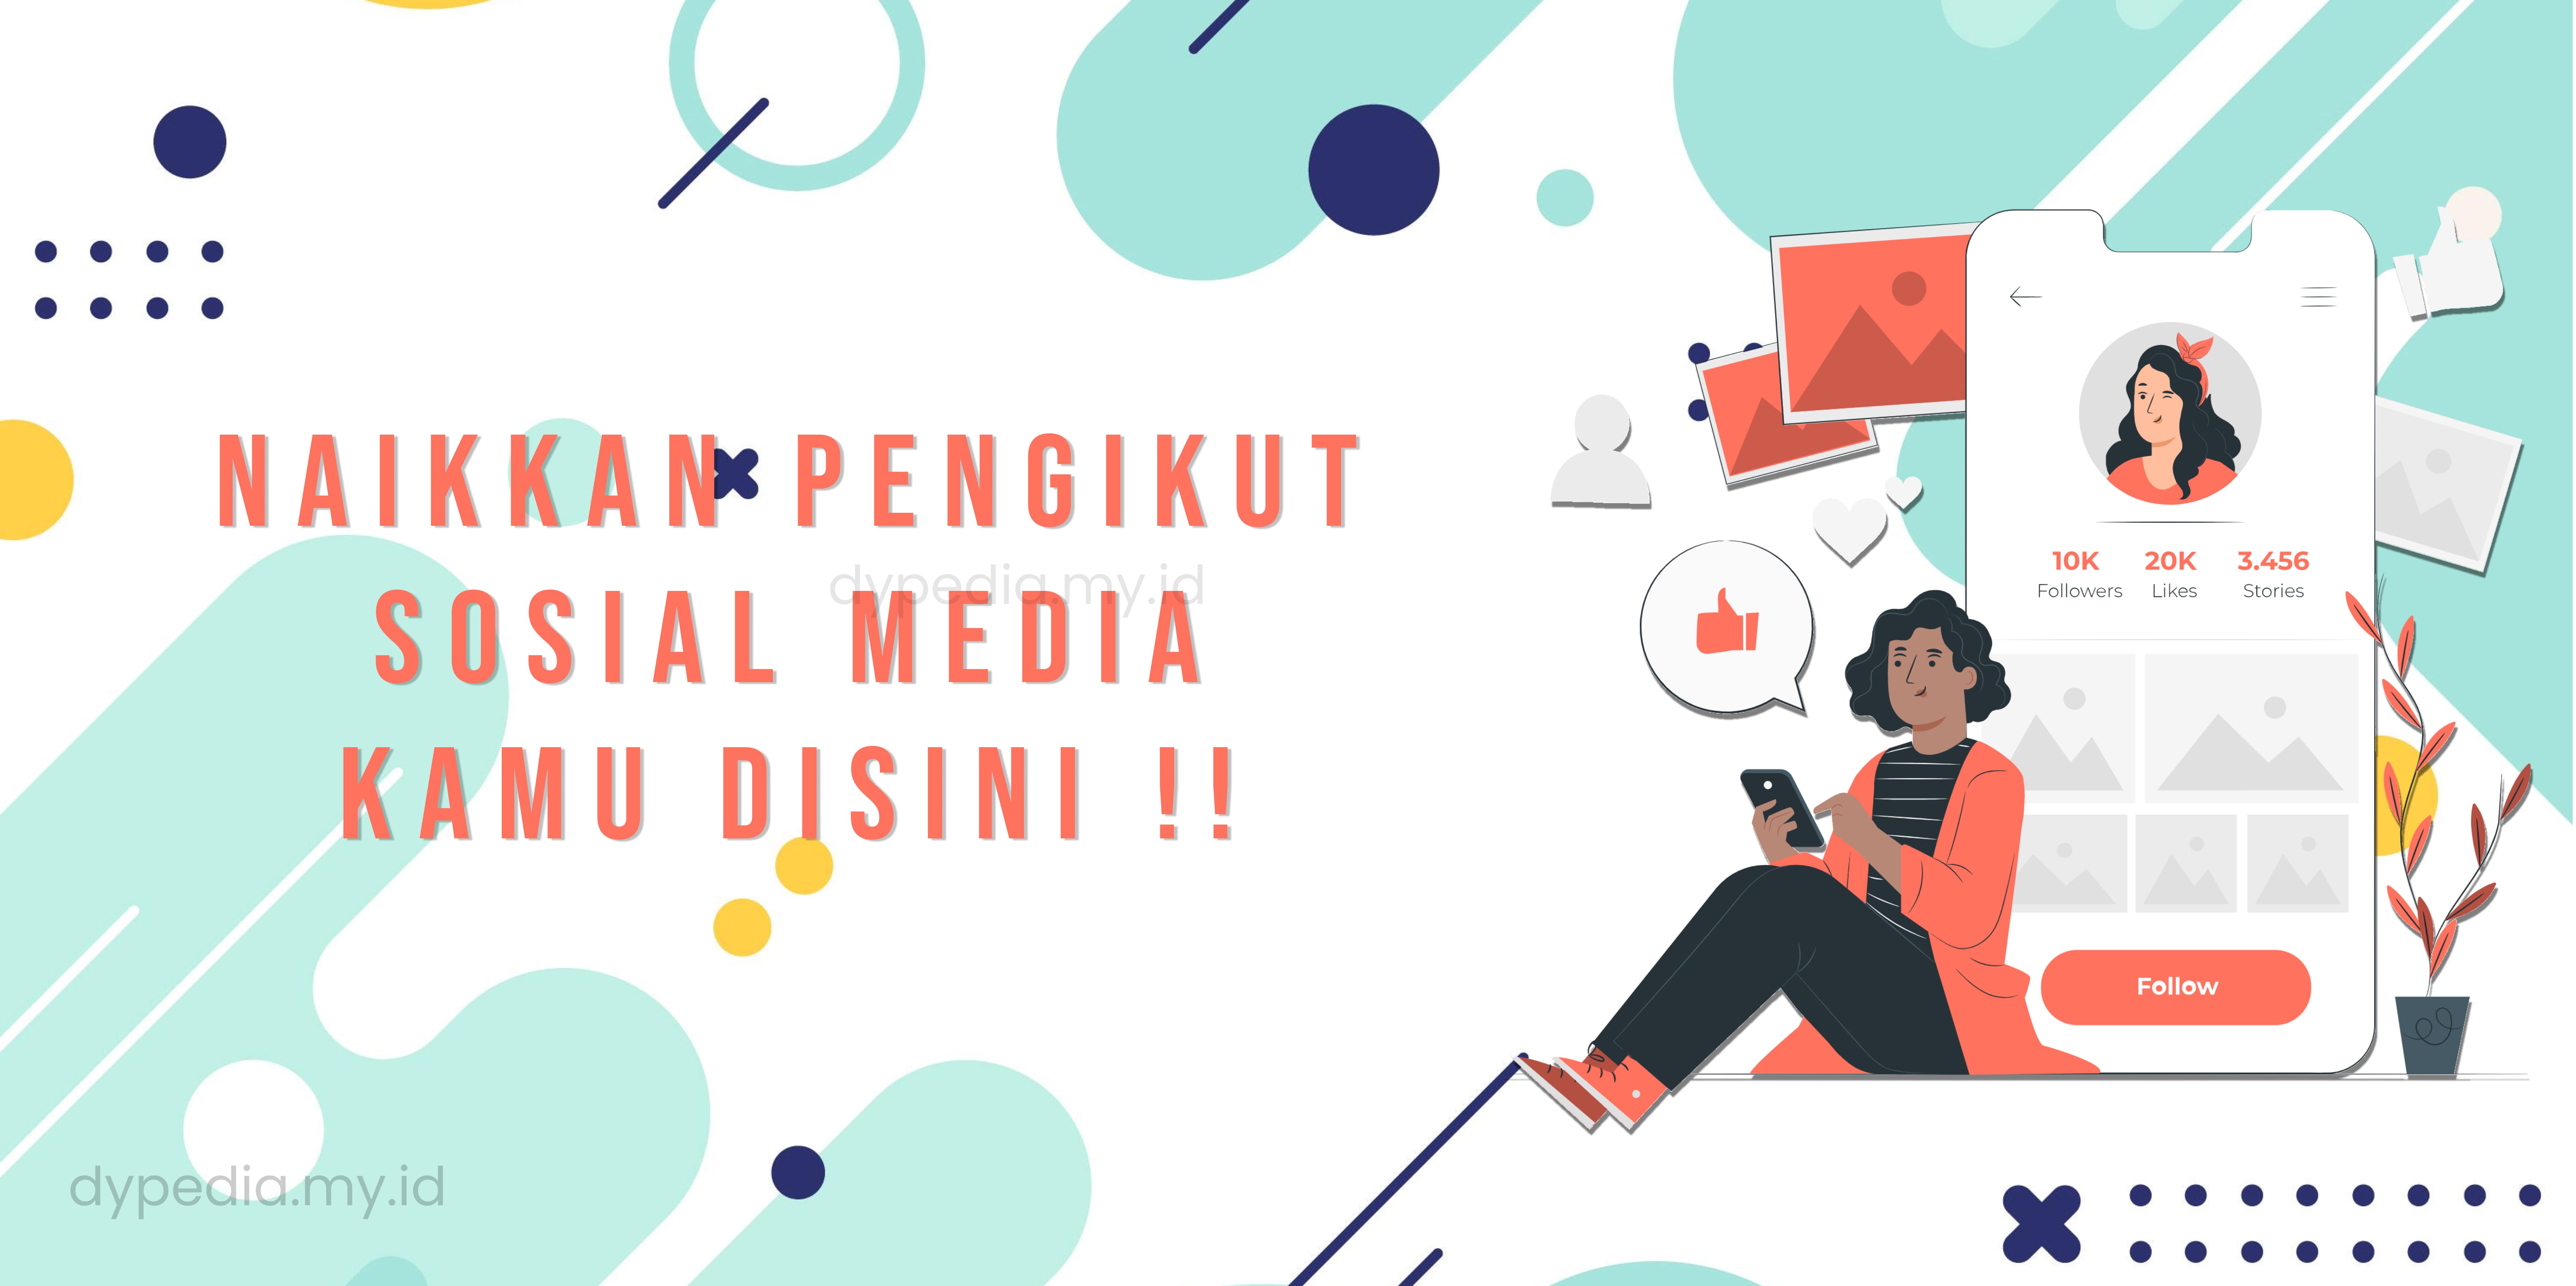 NAIKKAN PENGIKUT
dypedia.my.id
SOSIAL MEDIA
KAMU DISINI !!
10K 20K 3.456
Followers Likes Stories
Follow
dypedia.my.id